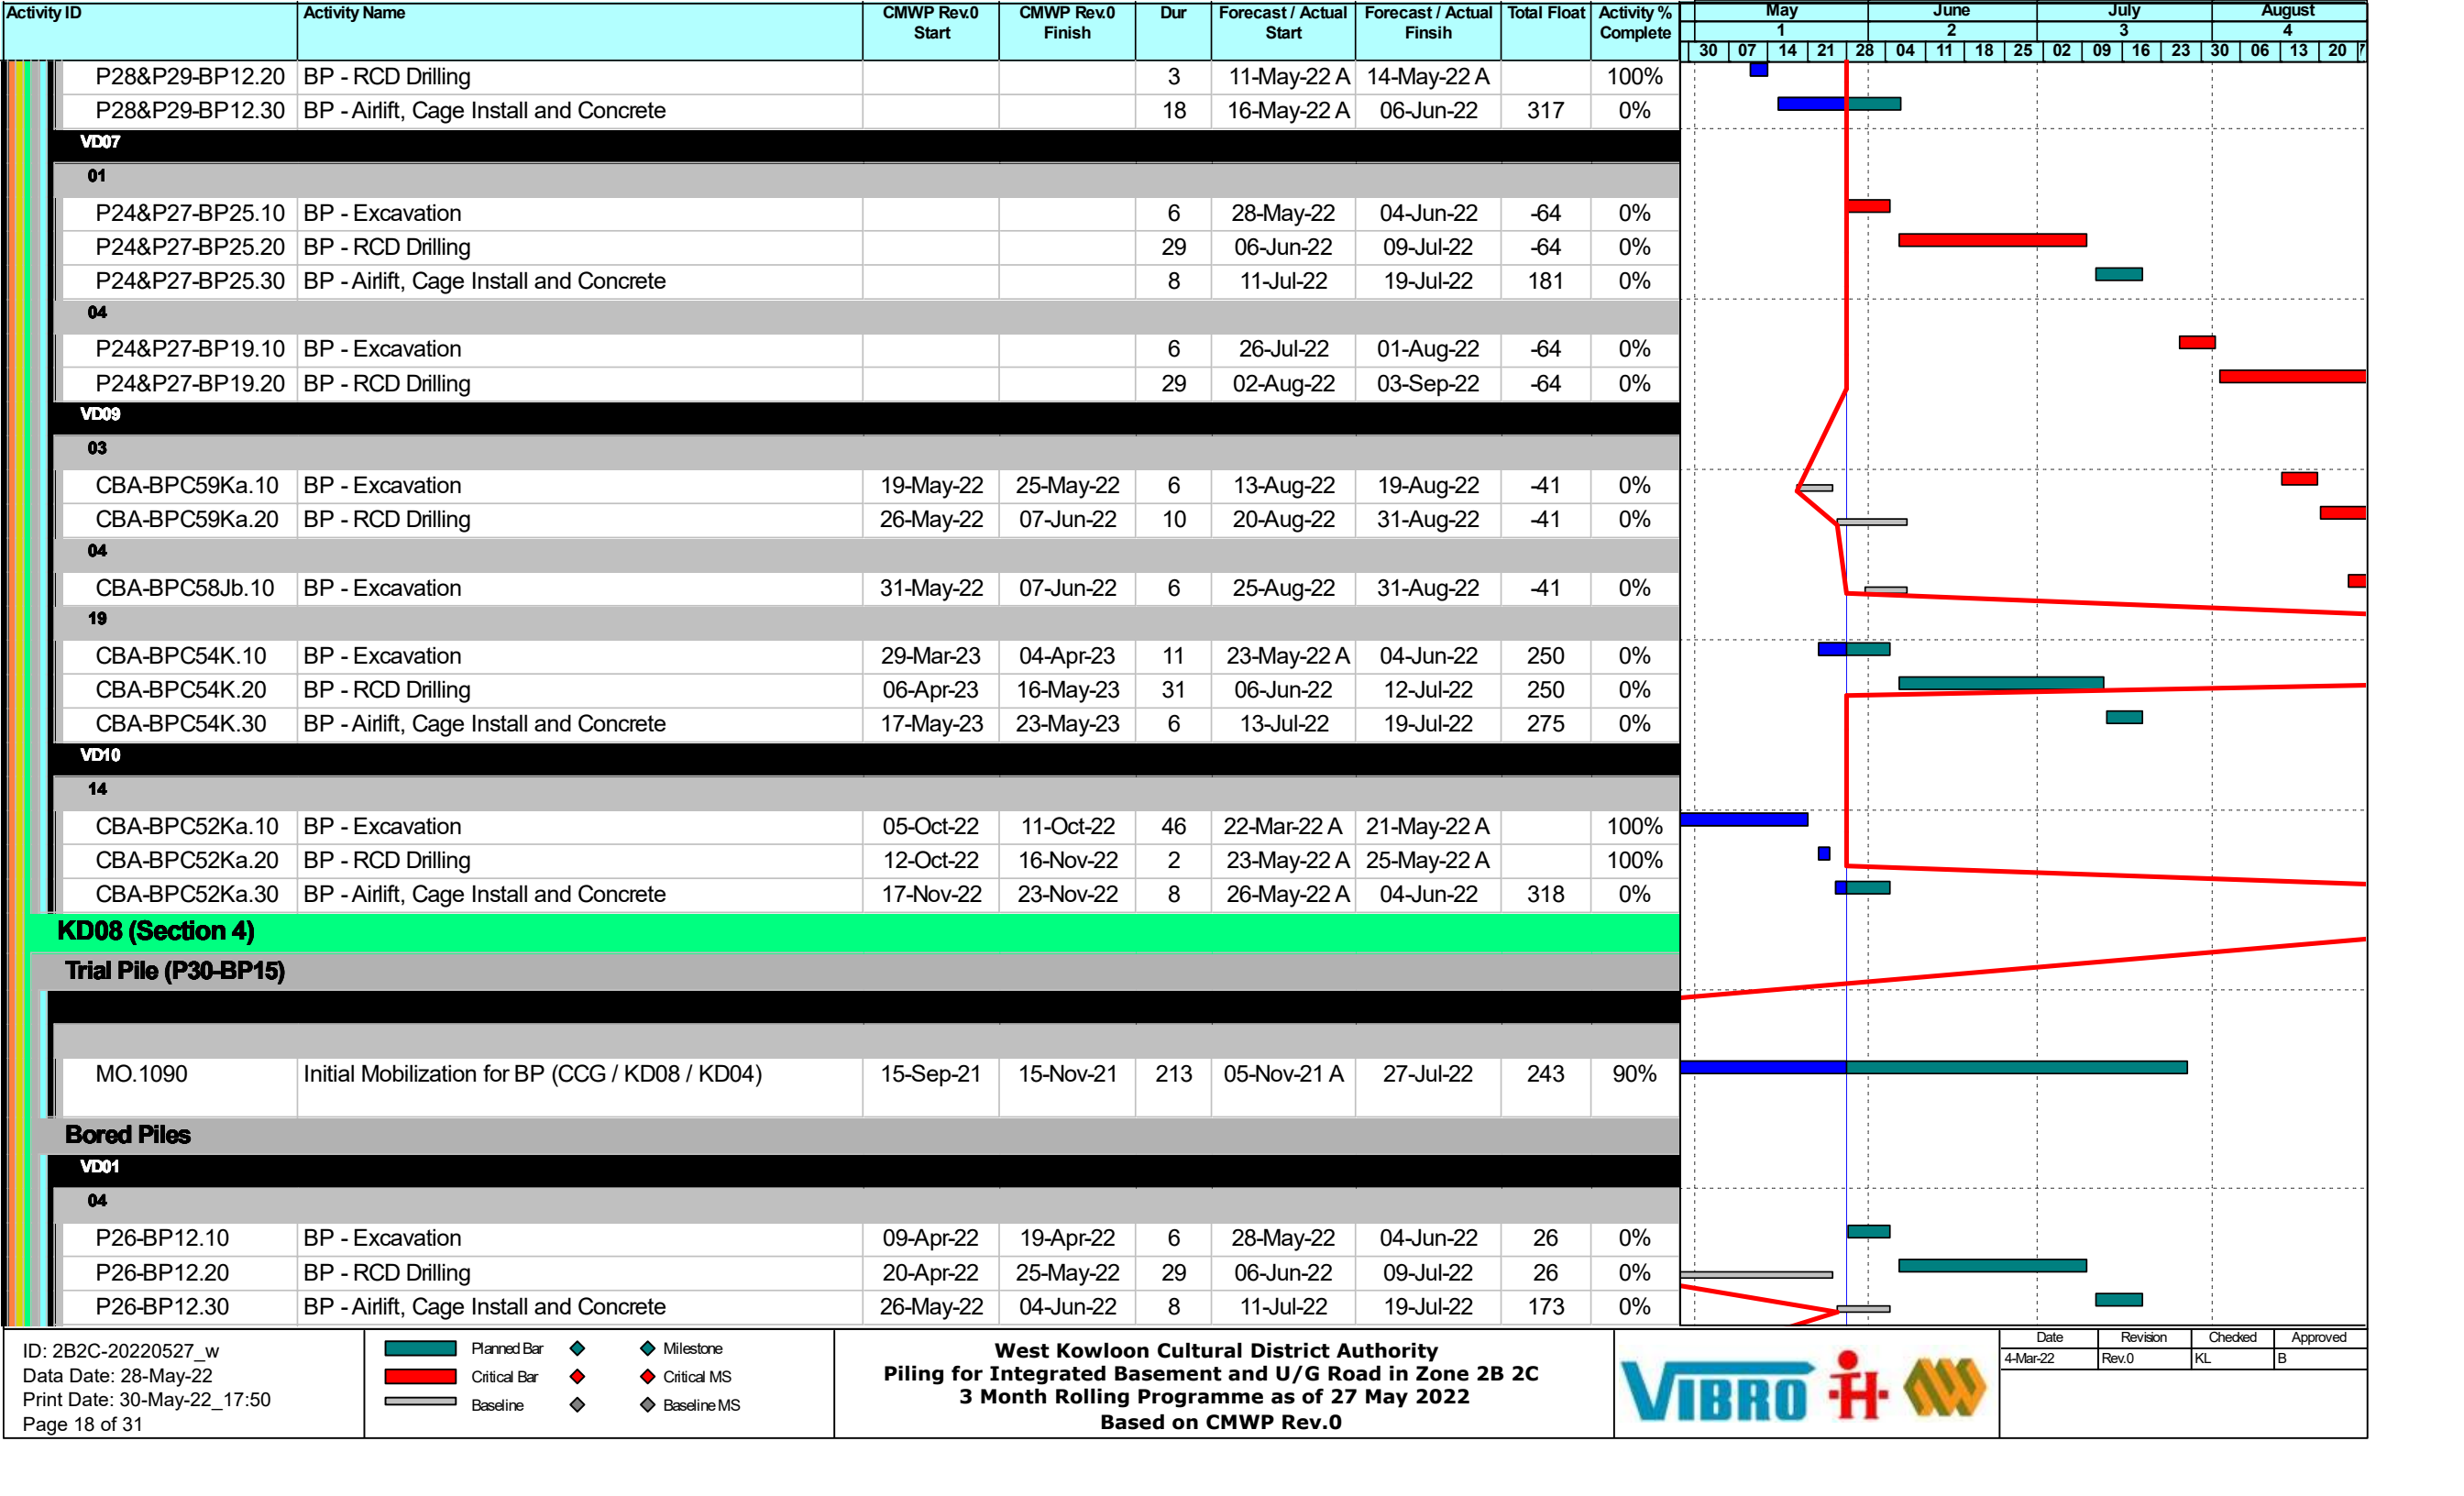 Activity ID Activity Name CMWP Rev.0 Start CMWP Rev.0 Finish Dur Forecast / Actual Start Forecast / Actual Finsih Total Float Activity % Complete
May June July August
1 2 3 4
30 07 14 21 28 04 11 18 25 02 09 16 23 30 06 13 20
P28&P29-BP12.20 BP - RCD Drilling 3 11-May-22 A 14-May-22 A 100%
P28&P29-BP12.30 BP - Airlift, Cage Install and Concrete 18 16-May-22 A 06-Jun-22 317 0%
VD07
01
P24&P27-BP25.10 BP - Excavation 6 28-May-22 04-Jun-22 -64 0%
P24&P27-BP25.20 BP - RCD Drilling 29 06-Jun-22 09-Jul-22 -64 0%
P24&P27-BP25.30 BP - Airlift, Cage Install and Concrete 8 11-Jul-22 19-Jul-22 181 0%
04
P24&P27-BP19.10 BP - Excavation 6 26-Jul-22 01-Aug-22 -64 0%
P24&P27-BP19.20 BP - RCD Drilling 29 02-Aug-22 03-Sep-22 -64 0%
VD09
03
CBA-BPC59Ka.10 BP - Excavation 19-May-22 25-May-22 6 13-Aug-22 19-Aug-22 -41 0%
CBA-BPC59Ka.20 BP - RCD Drilling 26-May-22 07-Jun-22 10 20-Aug-22 31-Aug-22 -41 0%
04
CBA-BPC58Jb.10 BP - Excavation 31-May-22 07-Jun-22 6 25-Aug-22 31-Aug-22 -41 0%
19
CBA-BPC54K.10 BP - Excavation 29-Mar-23 04-Apr-23 11 23-May-22 A 04-Jun-22 250 0%
CBA-BPC54K.20 BP - RCD Drilling 06-Apr-23 16-May-23 31 06-Jun-22 12-Jul-22 250 0%
CBA-BPC54K.30 BP - Airlift, Cage Install and Concrete 17-May-23 23-May-23 6 13-Jul-22 19-Jul-22 275 0%
VD10
14
CBA-BPC52Ka.10 BP - Excavation 05-Oct-22 11-Oct-22 46 22-Mar-22 A 21-May-22 A 100%
CBA-BPC52Ka.20 BP - RCD Drilling 12-Oct-22 16-Nov-22 2 23-May-22 A 25-May-22 A 100%
CBA-BPC52Ka.30 BP - Airlift, Cage Install and Concrete 17-Nov-22 23-Nov-22 8 26-May-22 A 04-Jun-22 318 0%
KD08 (Section 4)
Trial Pile (P30-BP15)
MO.1090 Initial Mobilization for BP (CCG / KD08 / KD04) 15-Sep-21 15-Nov-21 213 05-Nov-21 A 27-Jul-22 243 90%
Bored Piles
VD01
04
P26-BP12.10 BP - Excavation 09-Apr-22 19-Apr-22 6 28-May-22 04-Jun-22 26 0%
P26-BP12.20 BP - RCD Drilling 20-Apr-22 25-May-22 29 06-Jun-22 09-Jul-22 26 0%
P26-BP12.30 BP - Airlift, Cage Install and Concrete 26-May-22 04-Jun-22 8 11-Jul-22 19-Jul-22 173 0%
ID: 2B2C-20220527_w
Data Date: 28-May-22
Print Date: 30-May-22_17:50
Page 18 of 31
Planned Bar Milestone
Critical Bar Critical MS
Baseline Baseline MS
West Kowloon Cultural District Authority
Piling for Integrated Basement and U/G Road in Zone 2B 2C
3 Month Rolling Programme as of 27 May 2022
Based on CMWP Rev.0
VIBRO
Date Revision Checked Approved
4-Mar-22 Rev.0 KL B